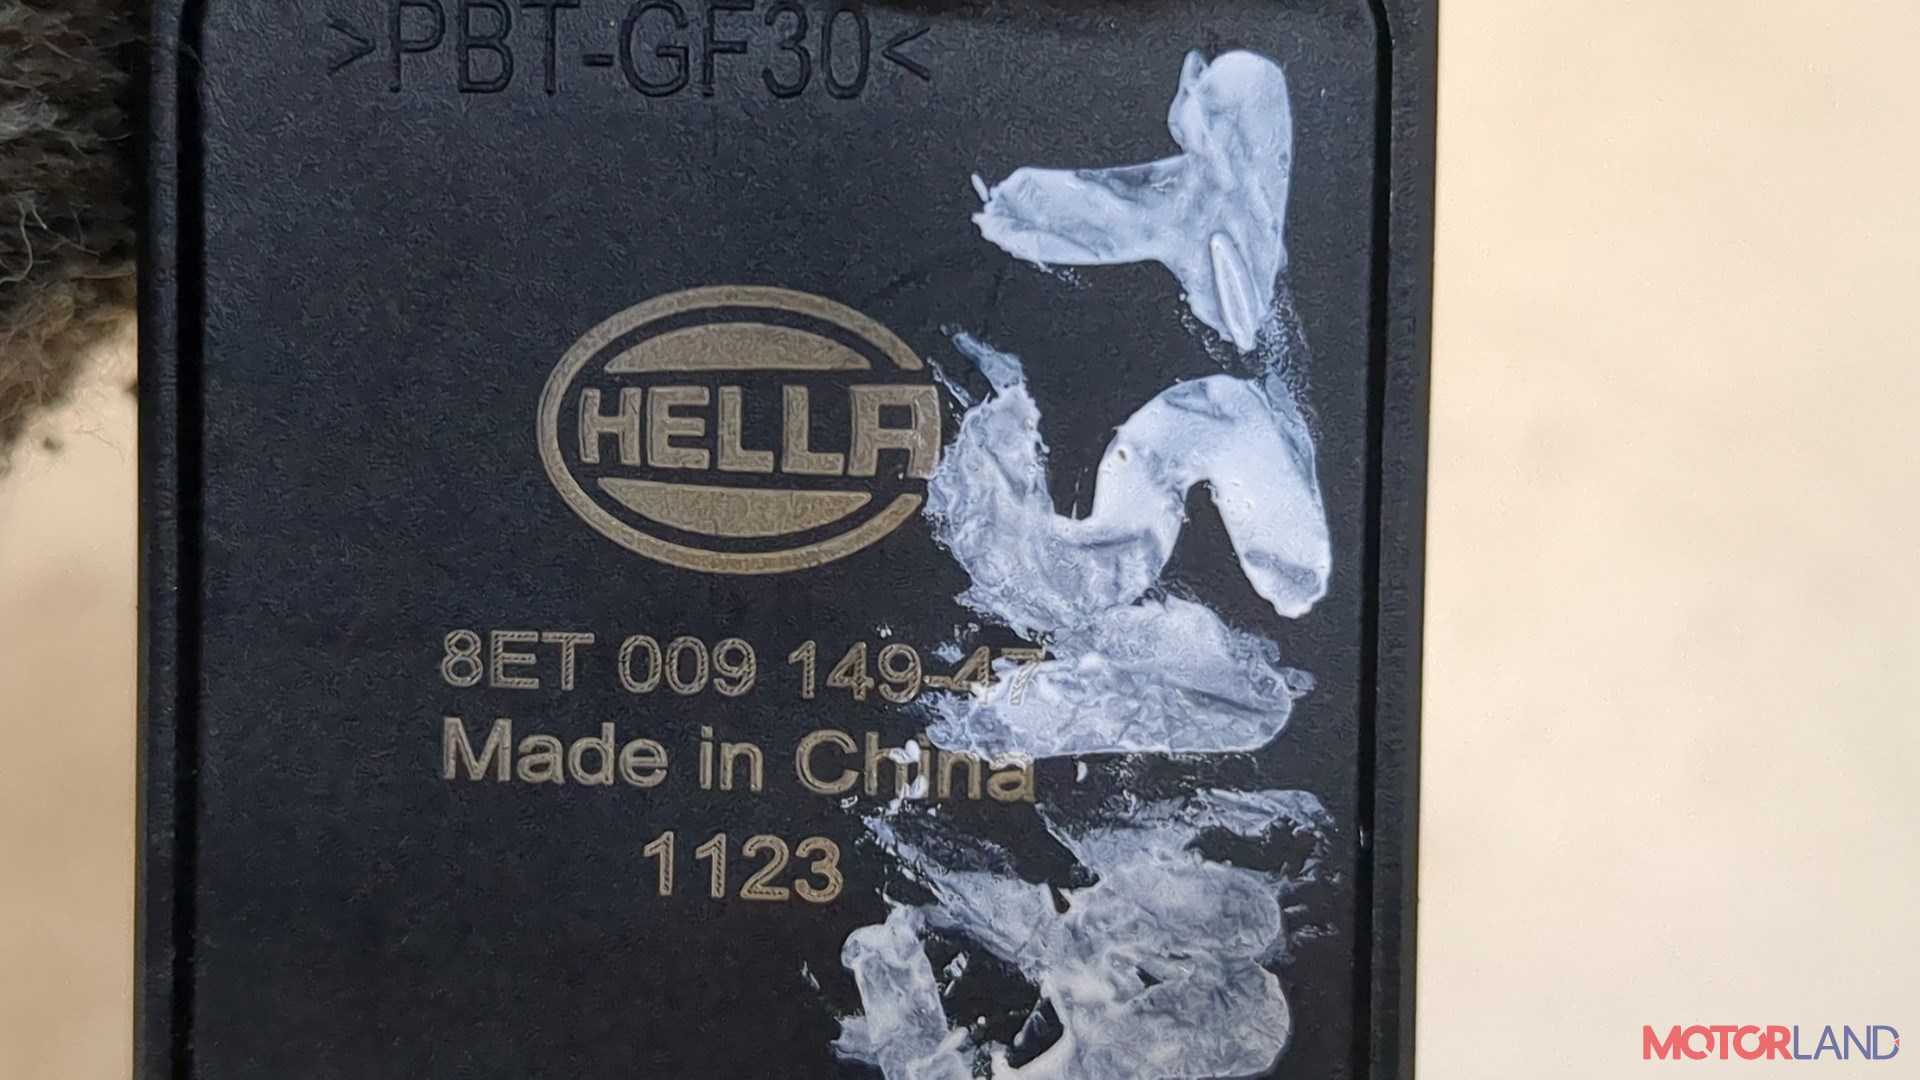 >PBT-GF30<
HELLA
8ET 009 149-47
Made in China
1123
MOTORLAND